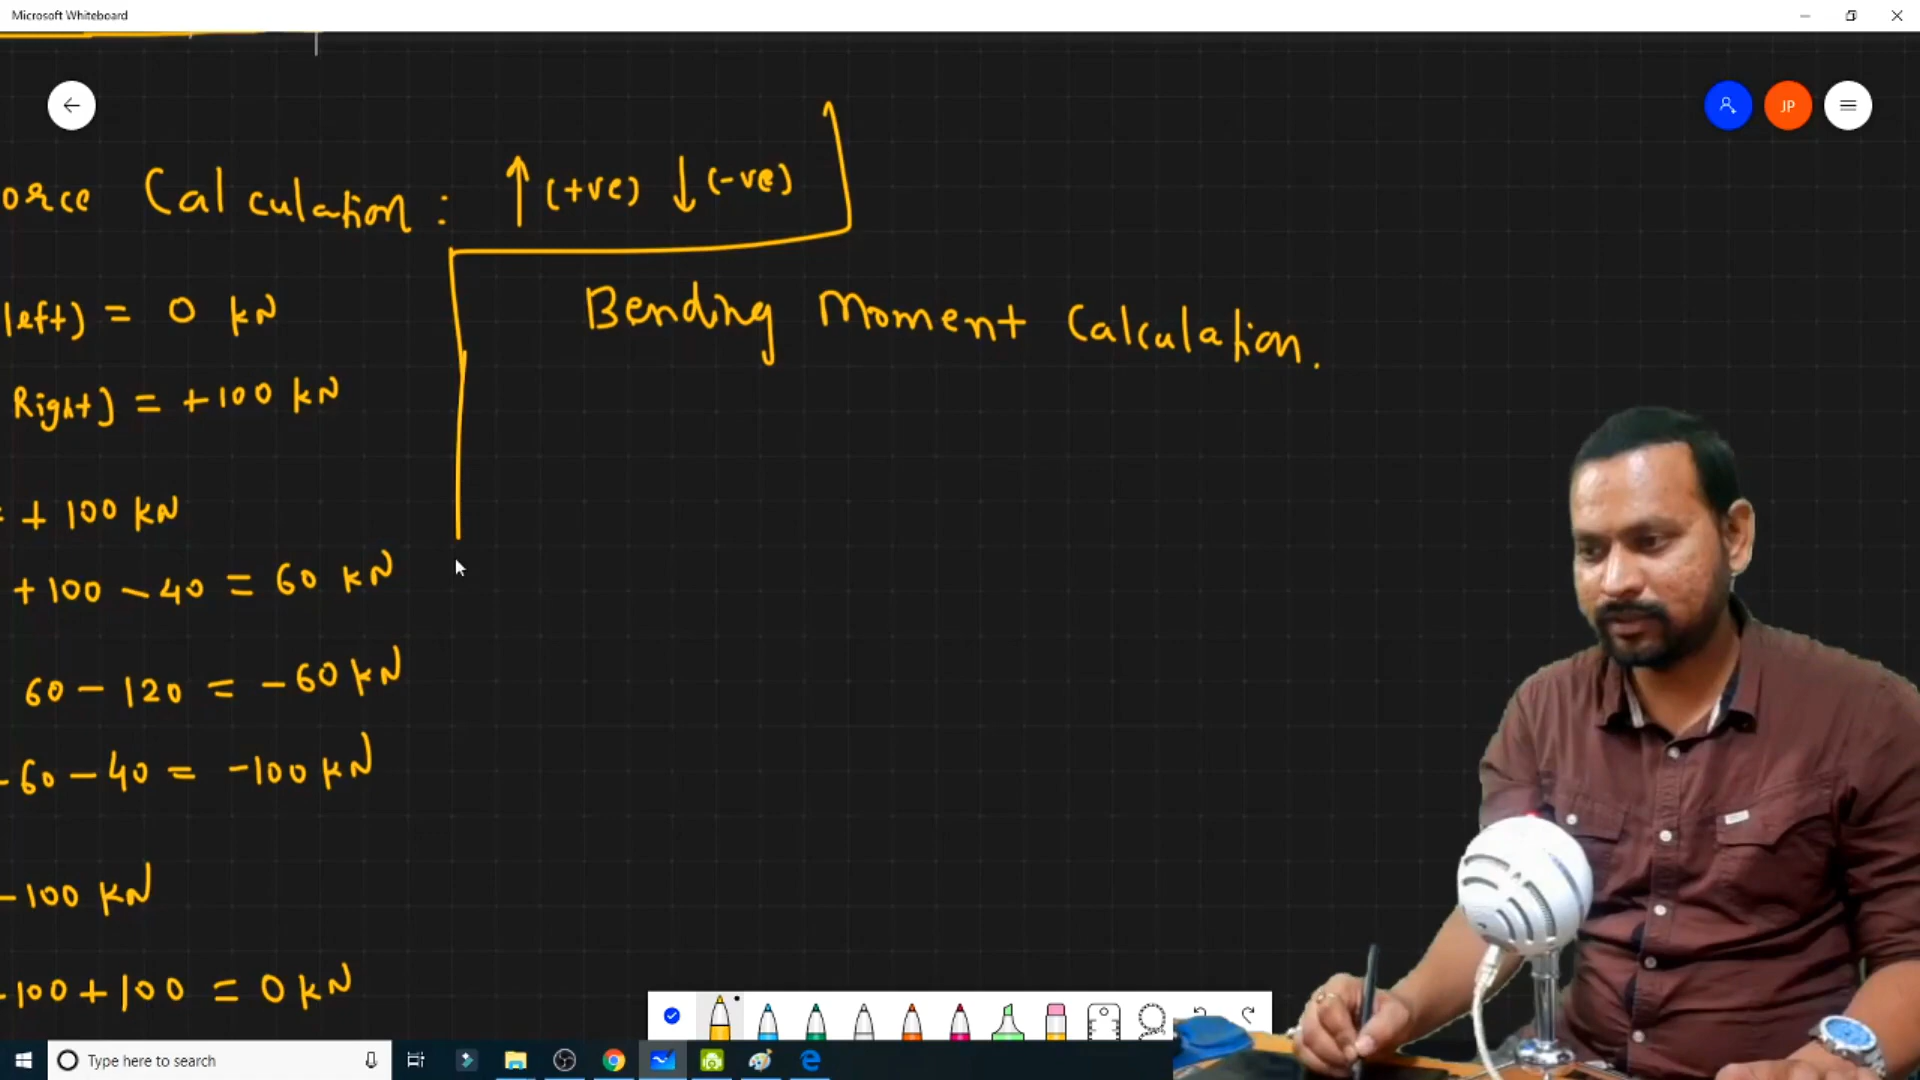 Microsoft Whiteboard
JP
orce Calculation : ↑ (+ve) ↓ (-ve)
left) = 0 kN
Right) = +100 kN
= + 100 kN
+100 - 40 = 60 kN
60 - 120 = -60 kN
-60 - 40 = -100 kN
-100 kN
-100 + 100 = 0 kN
Bending Moment Calculation.
Type here to search